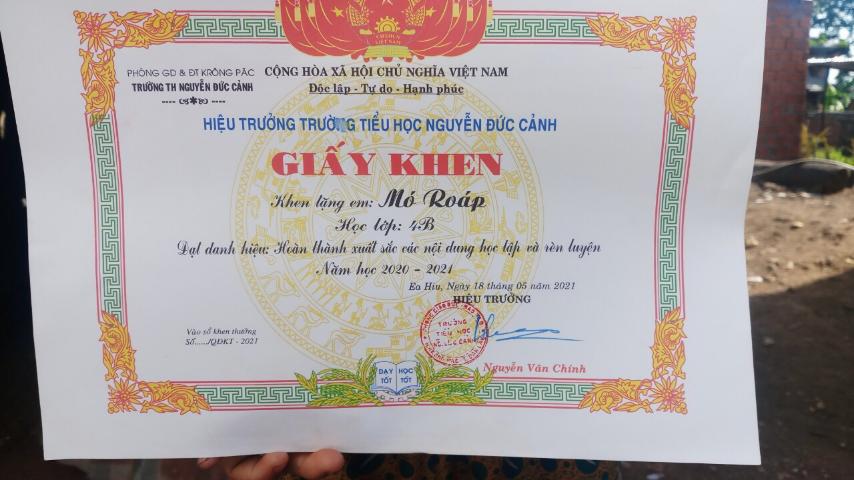 PHÒNG GD & ĐT KRÔNG PĂC
TRƯỜNG TH NGUYỄN ĐỨC CẢNH
CỘNG HÒA XÃ HỘI CHỦ NGHĨA VIỆT NAM
Độc lập - Tự do - Hạnh phúc
HIỆU TRƯỞNG TRƯỜNG TIỂU HỌC NGUYỄN ĐỨC CẢNH
GIẤY KHEN
Khen tặng em: Mó Roáp
Học lớp: 4B
Đạt danh hiệu: Hoàn thành xuất sắc các nội dung học tập và rèn luyện
Năm học 2020 - 2021
Ea Hiu, Ngày 18 tháng 05 năm 2021
HIỆU TRƯỞNG
Vào sổ khen thưởng
Số....../QĐKT - 2021
TRƯỜNG
TIỂU HỌC
Nguyễn Văn Chính
DẠY TỐT
HỌC TỐT